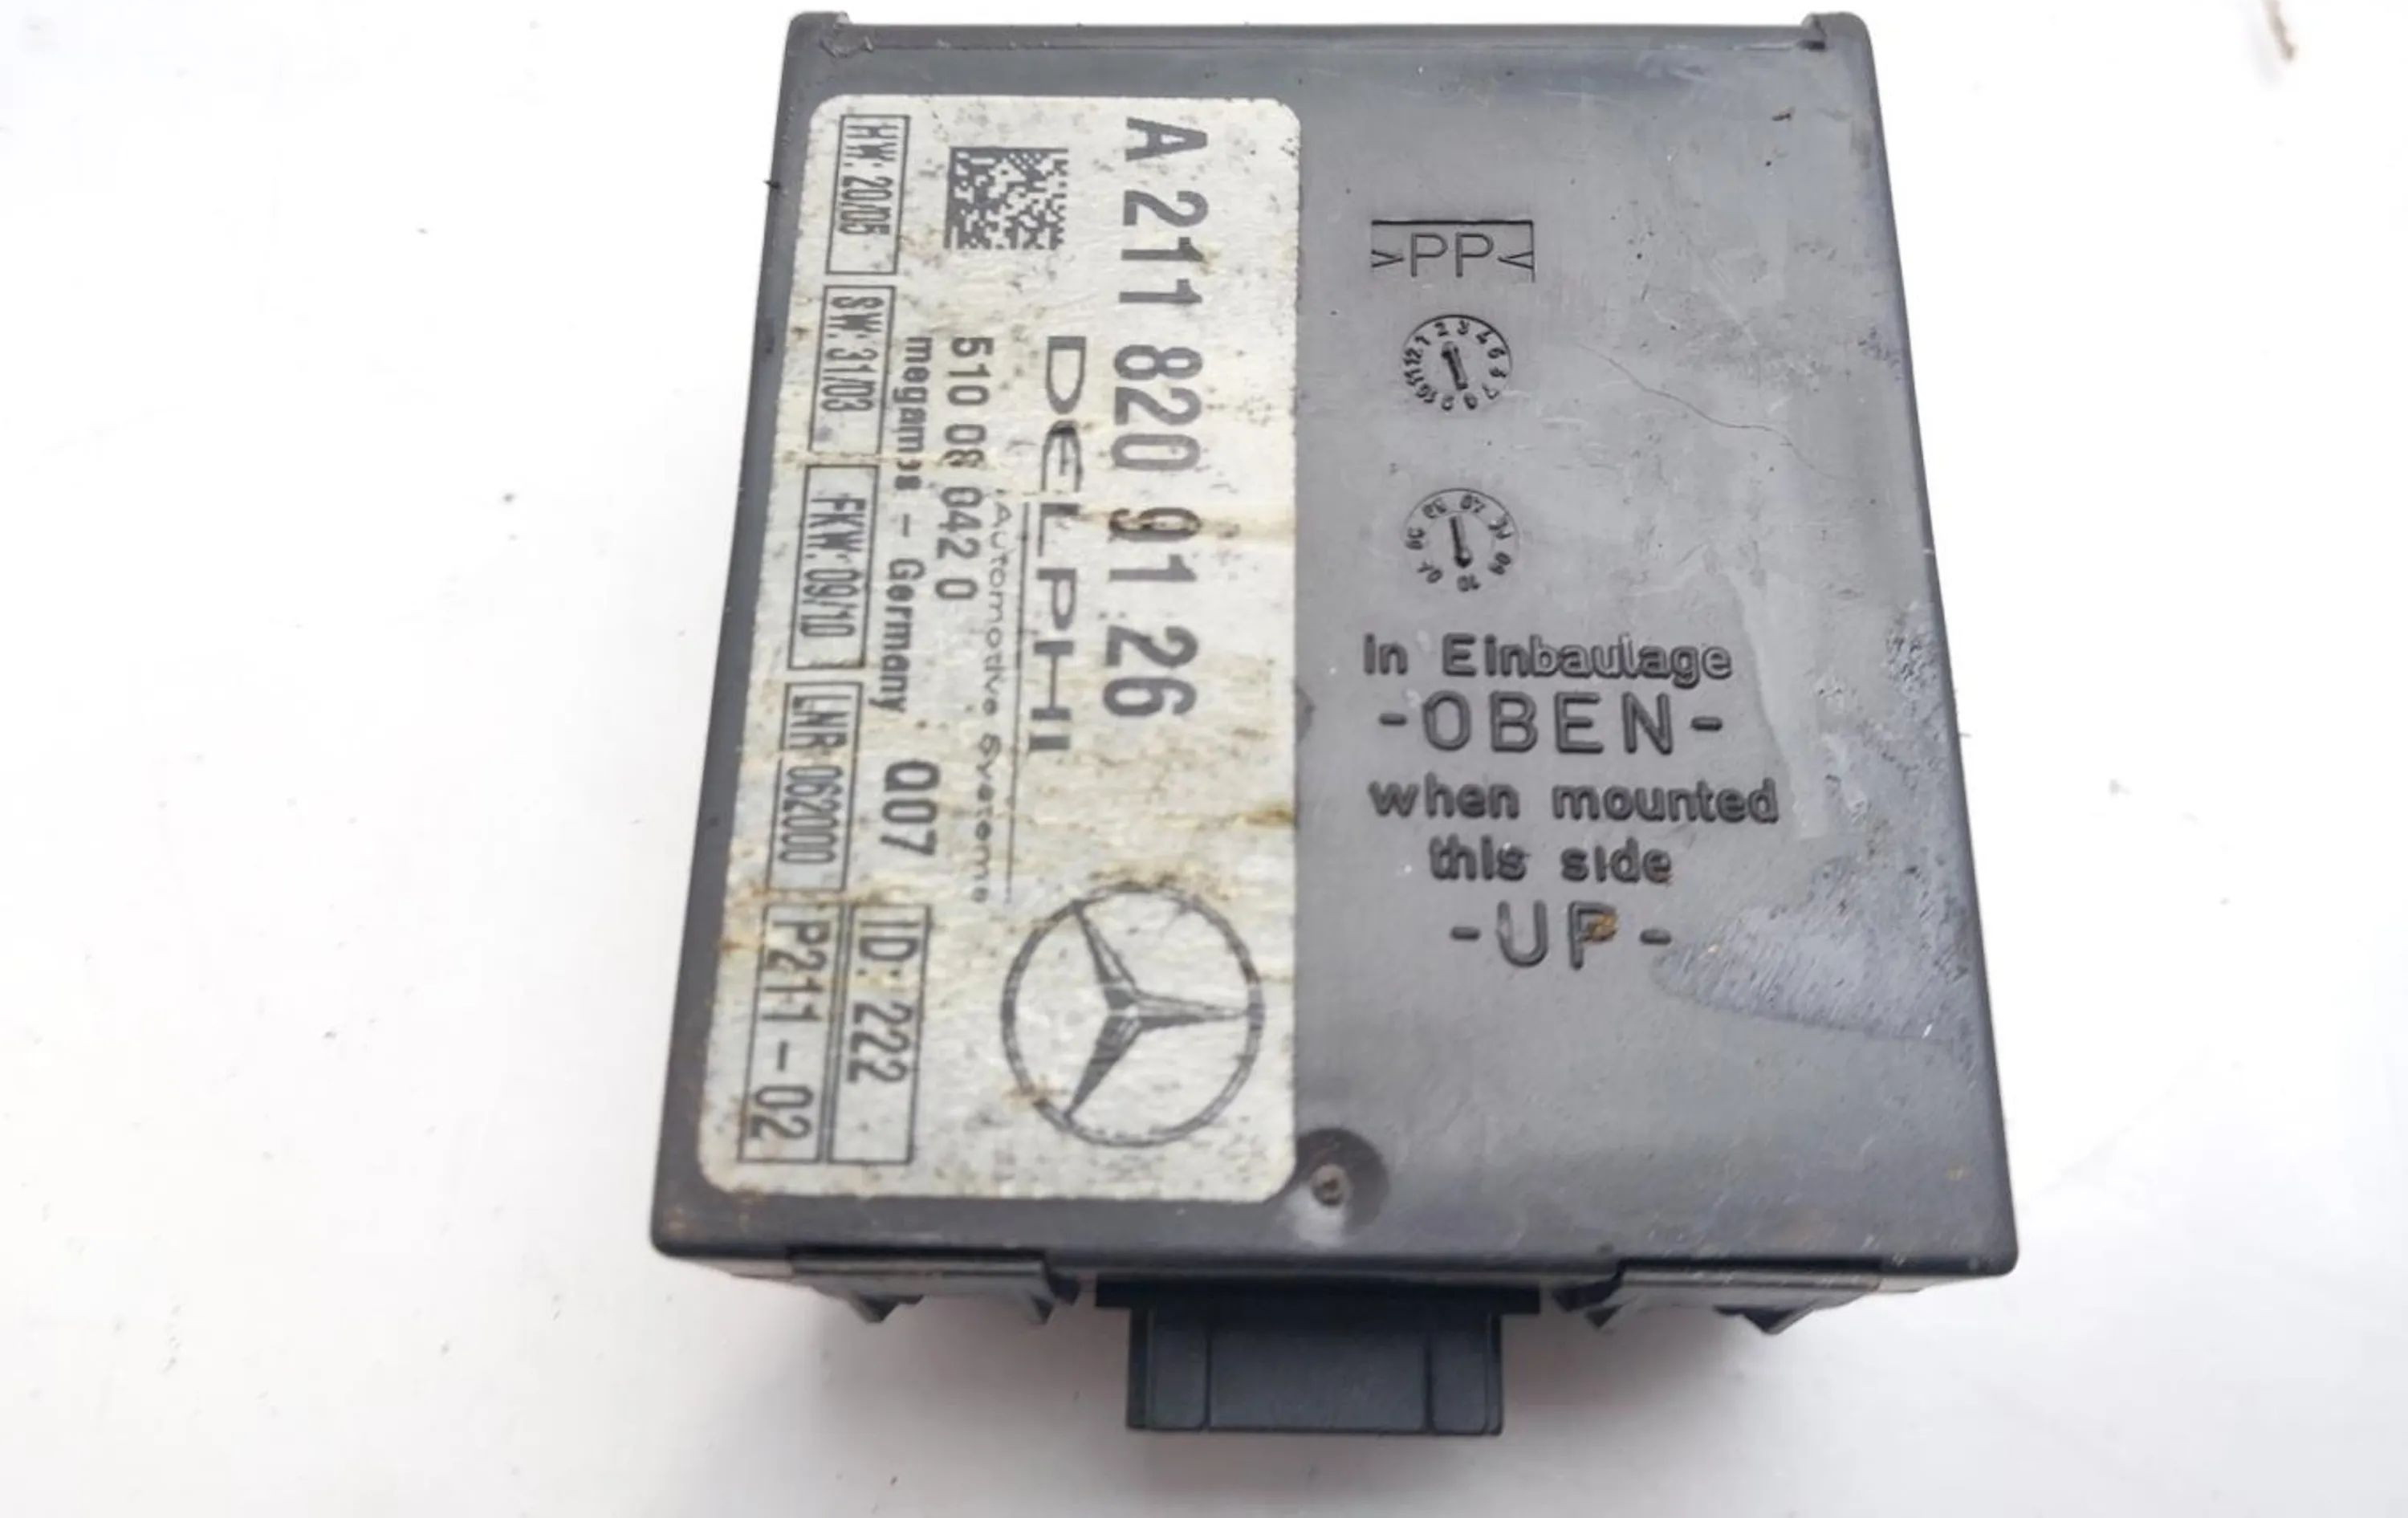 A 211 820 91 26
DELPHI
Automotive Systems
510 08 042 0
megamos - Germany Q07
HW: 20/05
SW: 31/03
FKW: 09/10
LNR 062000
ID: 222
P211-02
>PP<
in Einbaulage
-OBEN-
when mounted
this side
-UP-